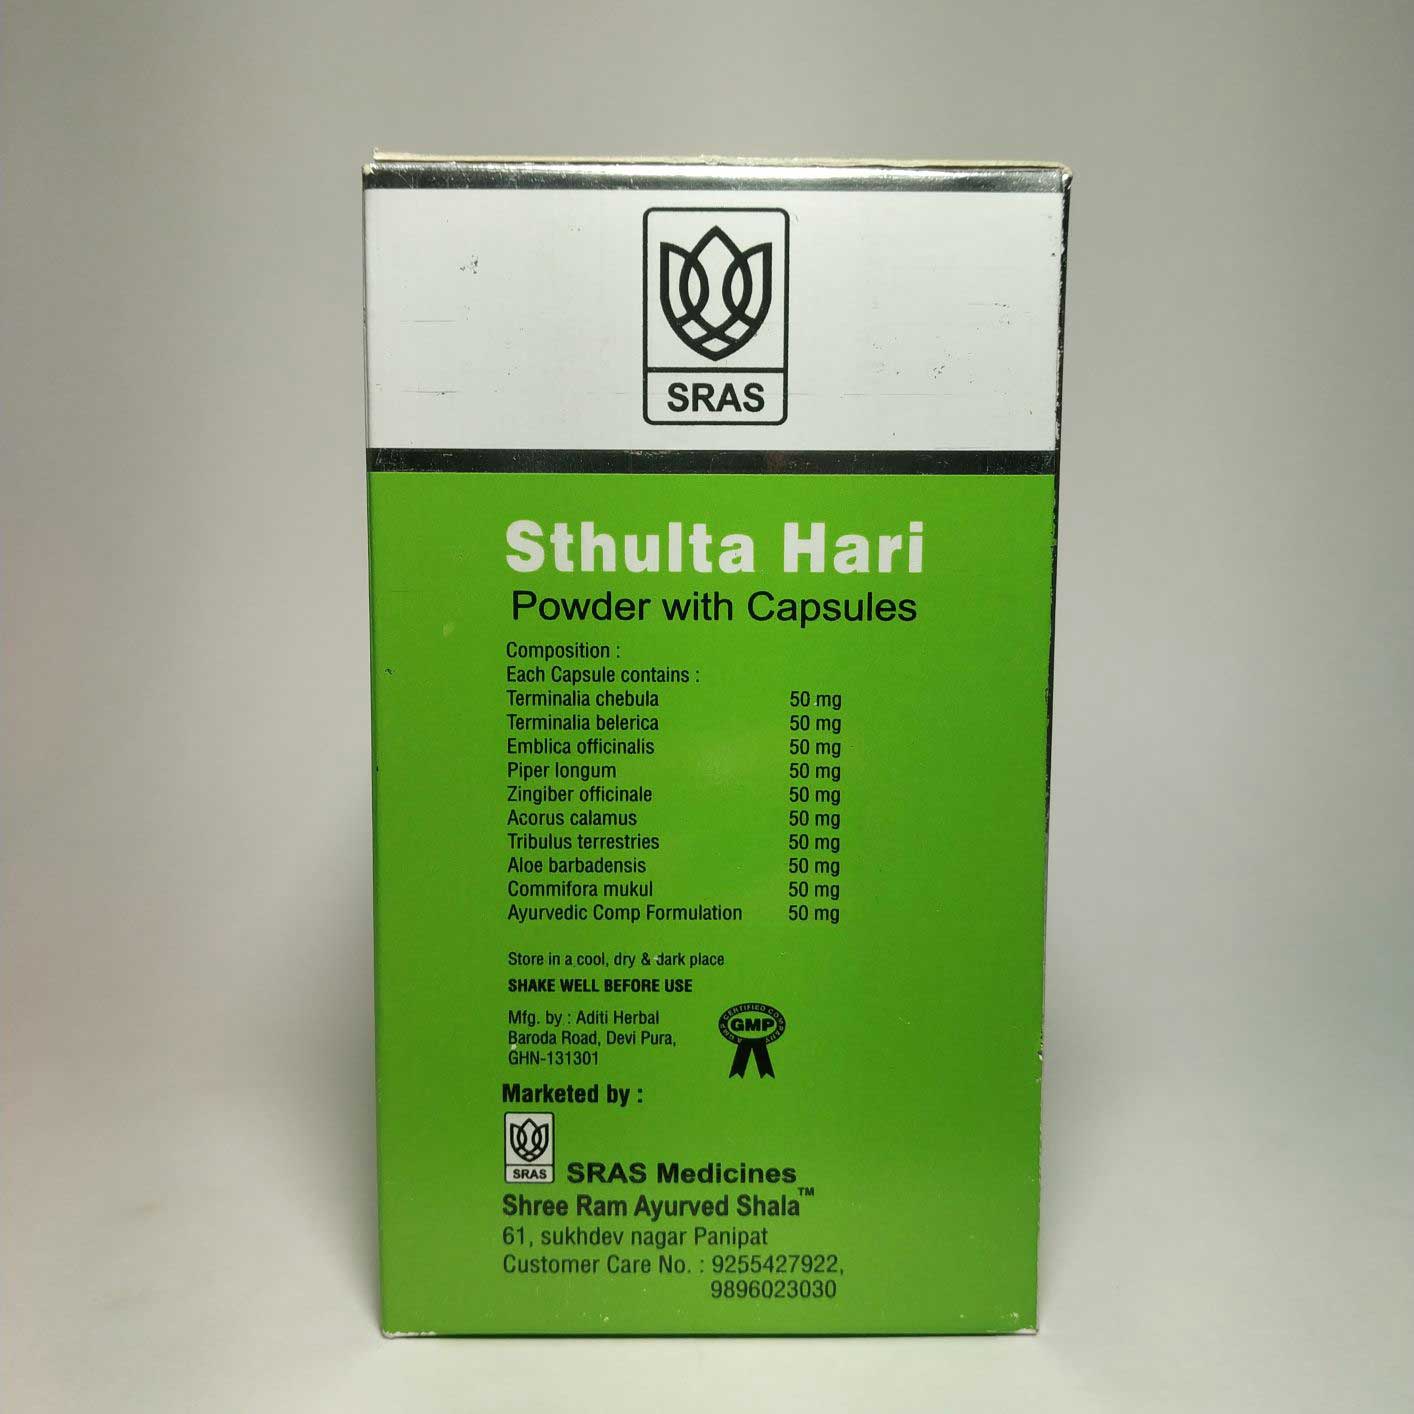 SRAS
Sthulta Hari
Powder with Capsules
Composition :
Each Capsule contains :
Terminalia chebula 50 mg
Terminalia belerica 50 mg
Emblica officinalis 50 mg
Piper longum 50 mg
Zingiber officinale 50 mg
Acorus calamus 50 mg
Tribulus terrestries 50 mg
Aloe barbadensis 50 mg
Commifora mukul 50 mg
Ayurvedic Comp Formulation 50 mg
Store in a cool, dry & dark place
SHAKE WELL BEFORE USE
Mfg. by : Aditi Herbal
Baroda Road, Devi Pura,
GHN-131301
A GMP CERTIFIED COMPANY
GMP
Marketed by :
SRAS
SRAS Medicines
Shree Ram Ayurved Shala™
61, sukhdev nagar Panipat
Customer Care No. : 9255427922,
9896023030